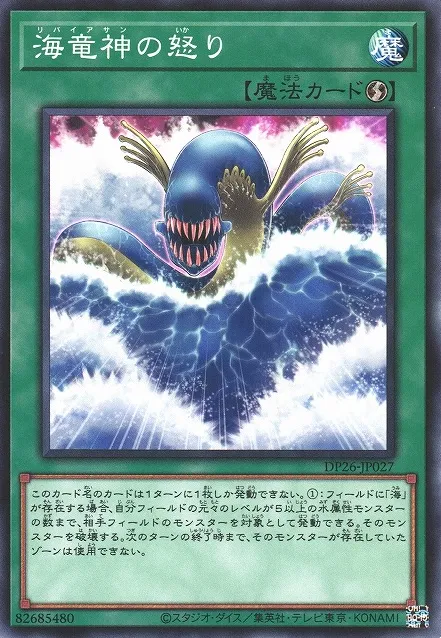 リバイアサン いか
海竜神の怒り
魔
まほう
【魔法カード】
DP26-JP027
このカード名のカードは1ターンに1枚しか発動できない。①：フィールドに「海」
が存在する場合、自分フィールドの元々のレベルが5以上の水属性モンスター
の数まで、相手フィールドのモンスターを対象として発動できる。そのモンス
ターを破壊する。次のターンの終了時まで、そのモンスターが存在していた
ゾーンは使用できない。
82685480
©スタジオ・ダイス／集英社・テレビ東京・KONAMI